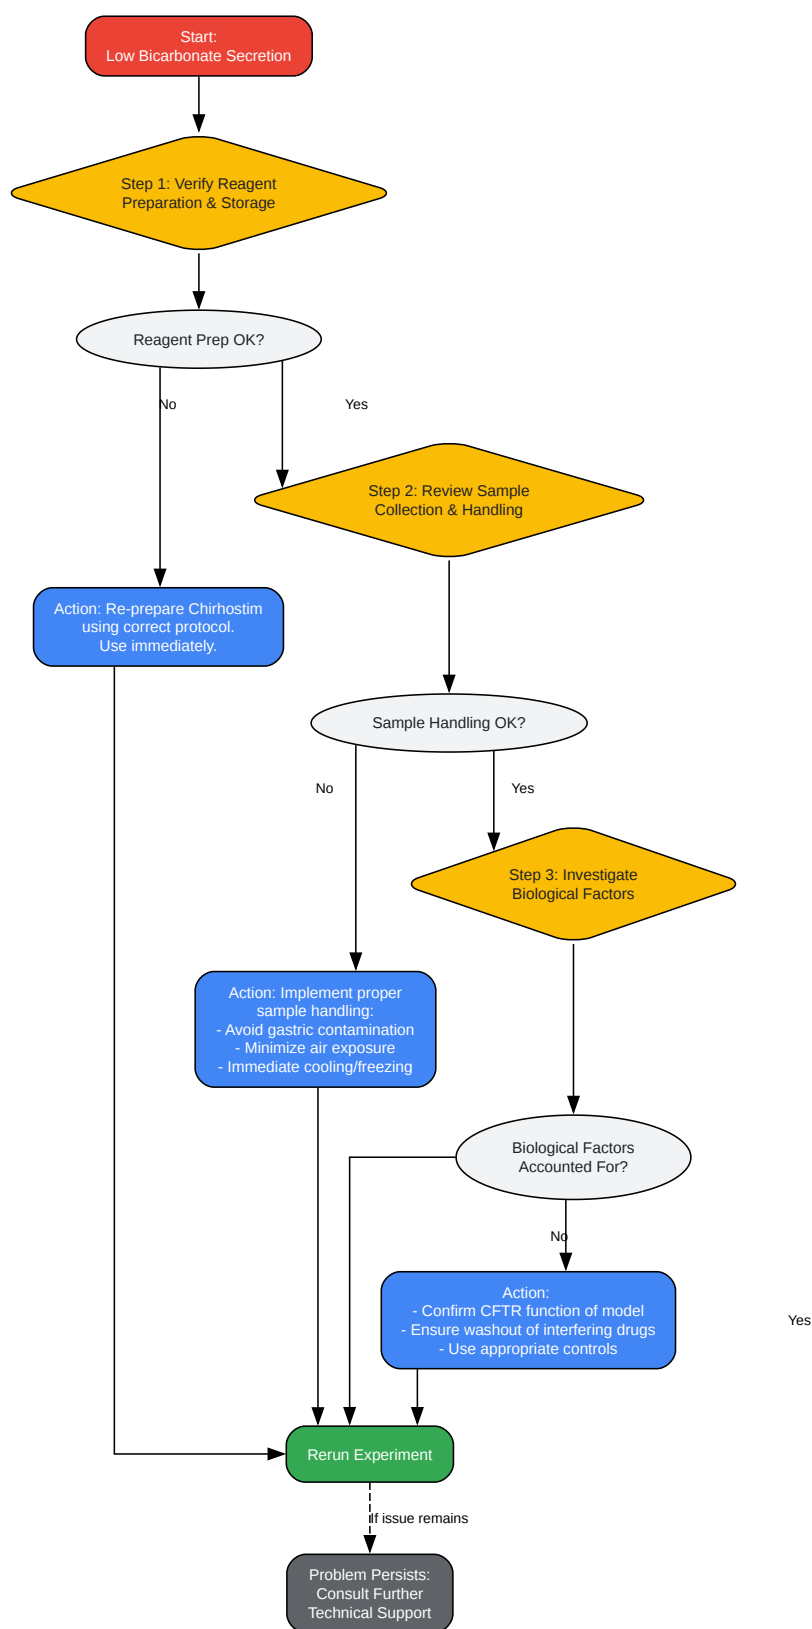 Start:
Low Bicarbonate Secretion
Step 1: Verify Reagent
Preparation & Storage
Reagent Prep OK?
No
Yes
Step 2: Review Sample
Collection & Handling
Action: Re-prepare Chirhostim
using correct protocol.
Use immediately.
Sample Handling OK?
No
Yes
Step 3: Investigate
Biological Factors
Action: Implement proper
sample handling:
- Avoid gastric contamination
- Minimize air exposure
- Immediate cooling/freezing
Biological Factors
Accounted For?
No
Action:
- Confirm CFTR function of model
- Ensure washout of interfering drugs
- Use appropriate controls
Yes
Rerun Experiment
If issue remains
Problem Persists:
Consult Further
Technical Support